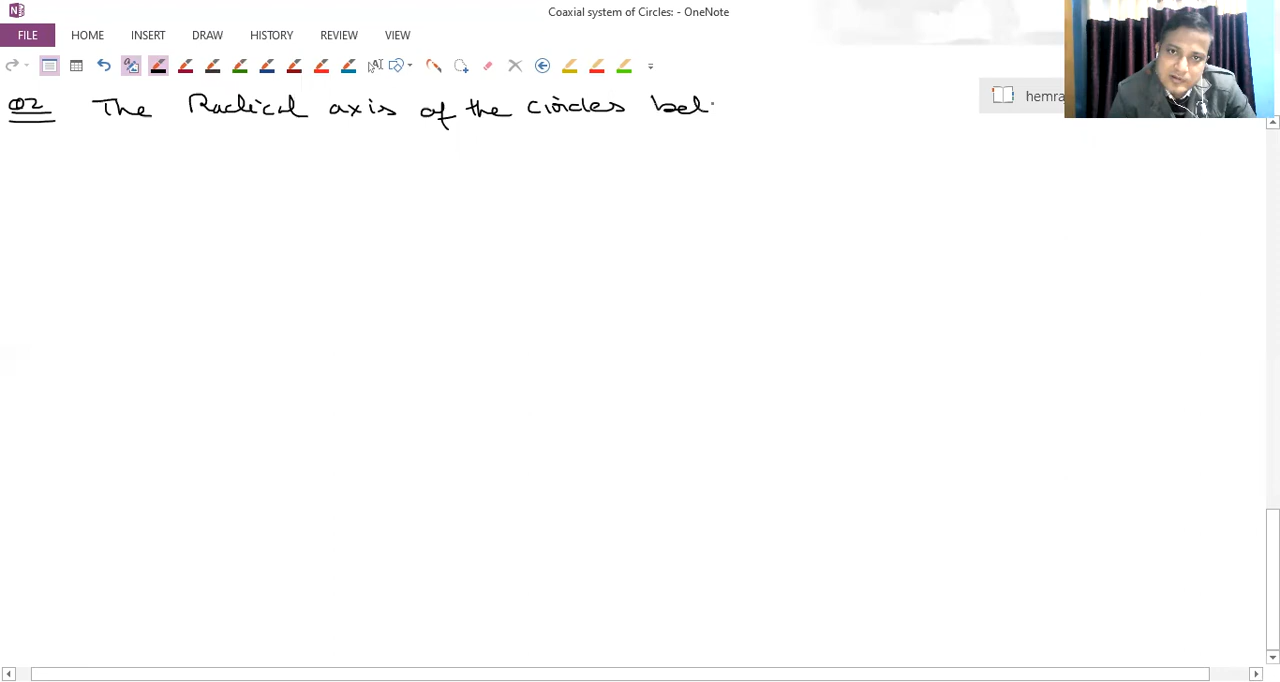 Coaxial system of Circles: - OneNote
FILE HOME INSERT DRAW HISTORY REVIEW VIEW
Q2 The Radical axis of the circles bel
hemra